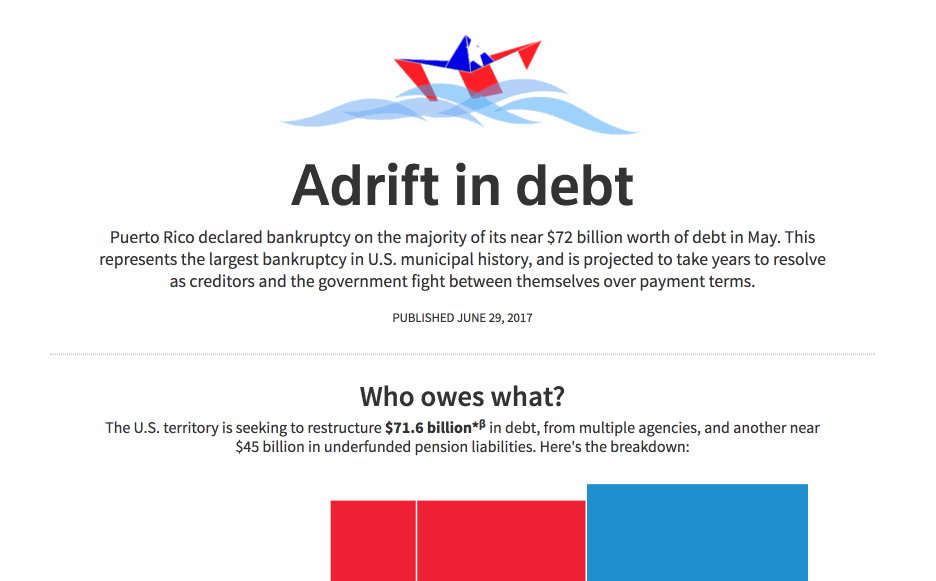 Adrift in debt
Puerto Rico declared bankruptcy on the majority of its near $72 billion worth of debt in May. This
represents the largest bankruptcy in U.S. municipal history, and is projected to take years to resolve
as creditors and the government fight between themselves over payment terms.
PUBLISHED JUNE 29, 2017
Who owes what?
The U.S. territory is seeking to restructure $71.6 billion*β in debt, from multiple agencies, and another near
$45 billion in underfunded pension liabilities. Here's the breakdown: